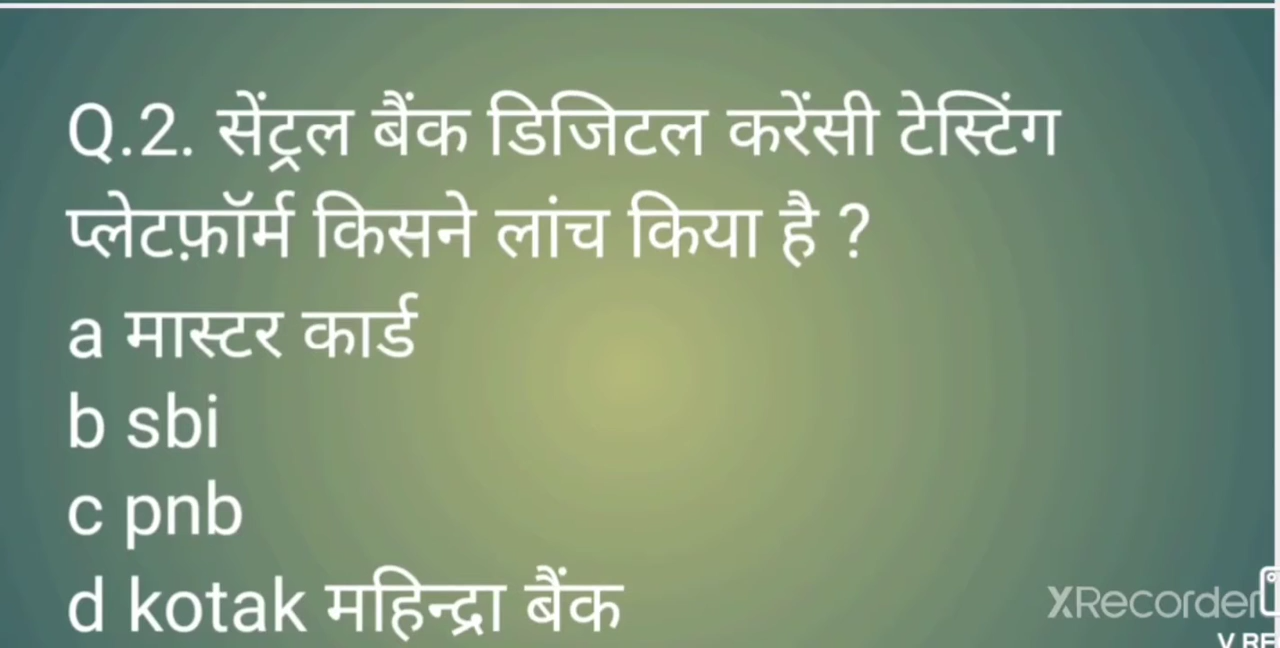 Q.2. सेंट्रल बैंक डिजिटल करेंसी टेस्टिंग
प्लेटफ़ॉर्म किसने लांच किया है ?
a मास्टर कार्ड
b sbi
c pnb
d kotak महिन्द्रा बैंक
XRecorder